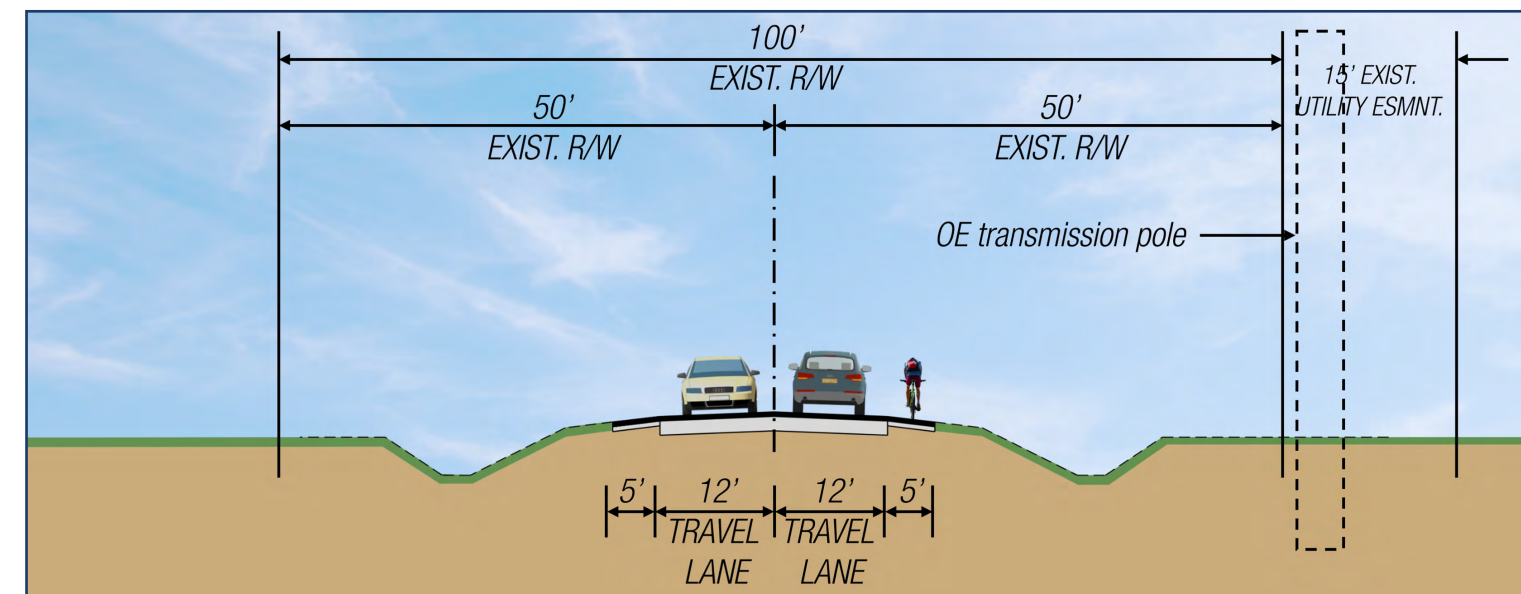 100’
EXIST. R/W
15’ EXIST.
UTILITY ESMNT.
50’
EXIST. R/W
50’
EXIST. R/W
OE transmission pole
5’
12’
TRAVEL
LANE
12’
TRAVEL
LANE
5’